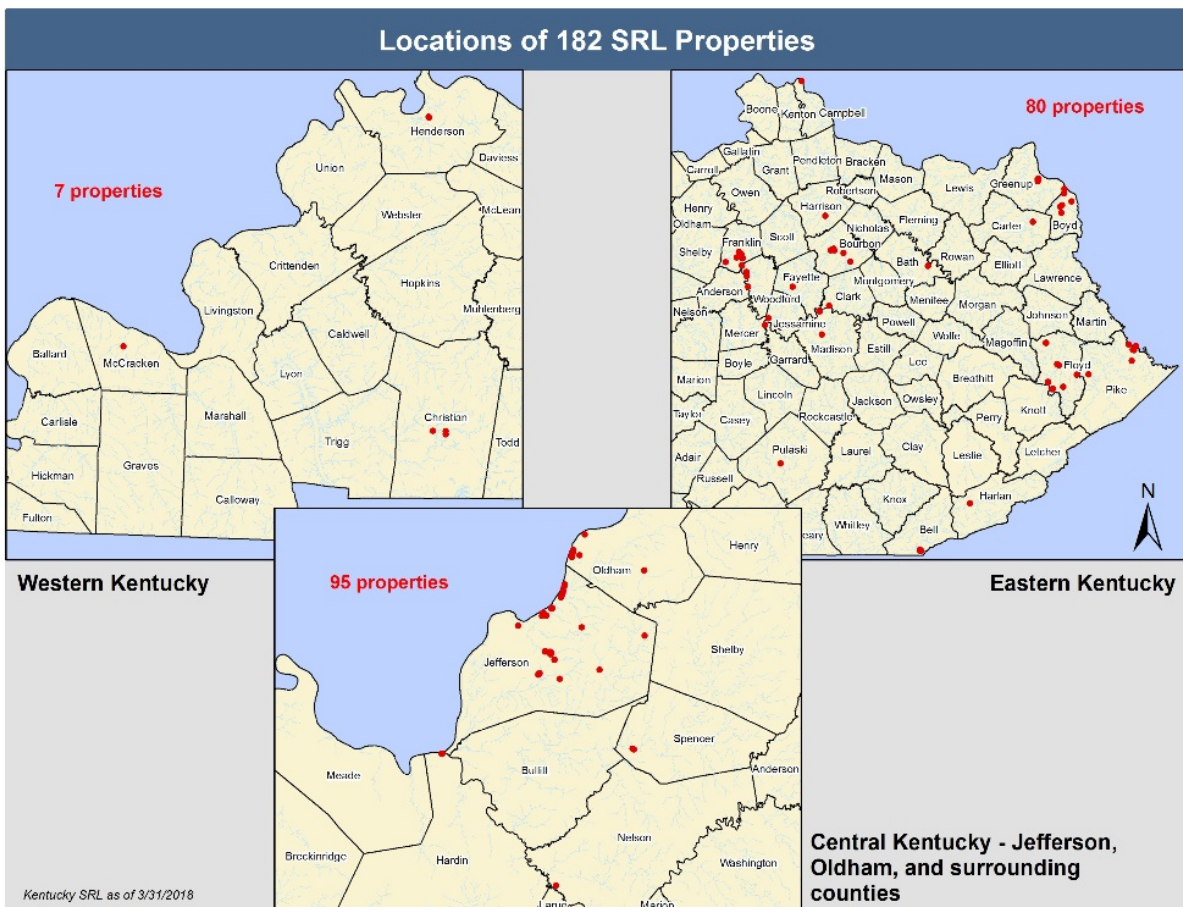 Locations of 182 SRL Properties
7 properties
Henderson
Union
Daviess
Webster
McLean
Crittenden
Hopkins
Livingston
Muhlenberg
Caldwell
Ballard
McCracken
Lyon
Carlisle
Marshall
Christian
Trigg
Todd
Hickman
Graves
Calloway
Fulton
Western Kentucky
80 properties
Boone
Kenton
Campbell
Gallatin
Carroll
Grant
Pendleton
Bracken
Mason
Lewis
Greenup
Owen
Robertson
Henry
Harrison
Oldham
Nicholas
Fleming
Carter
Boyd
Shelby
Franklin
Scott
Bourbon
Bath
Rowan
Elliott
Lawrence
Anderson
Woodford
Fayette
Clark
Montgomery
Menifee
Morgan
Nelson
Johnson
Martin
Mercer
Jessamine
Powell
Wolfe
Magoffin
Boyle
Garrard
Madison
Estill
Lee
Floyd
Breathitt
Pike
Marion
Lincoln
Jackson
Owsley
Knott
Perry
Taylor
Casey
Rockcastle
Clay
Adair
Pulaski
Laurel
Leslie
Letcher
Russell
Knox
Harlan
Whitley
Bell
eary
N
Eastern Kentucky
95 properties
Henry
Oldham
Jefferson
Shelby
Spencer
Meade
Bullitt
Anderson
Nelson
Breckinridge
Hardin
Washington
Marion
Kentucky SRL as of 3/31/2018
Central Kentucky - Jefferson,
Oldham, and surrounding
counties